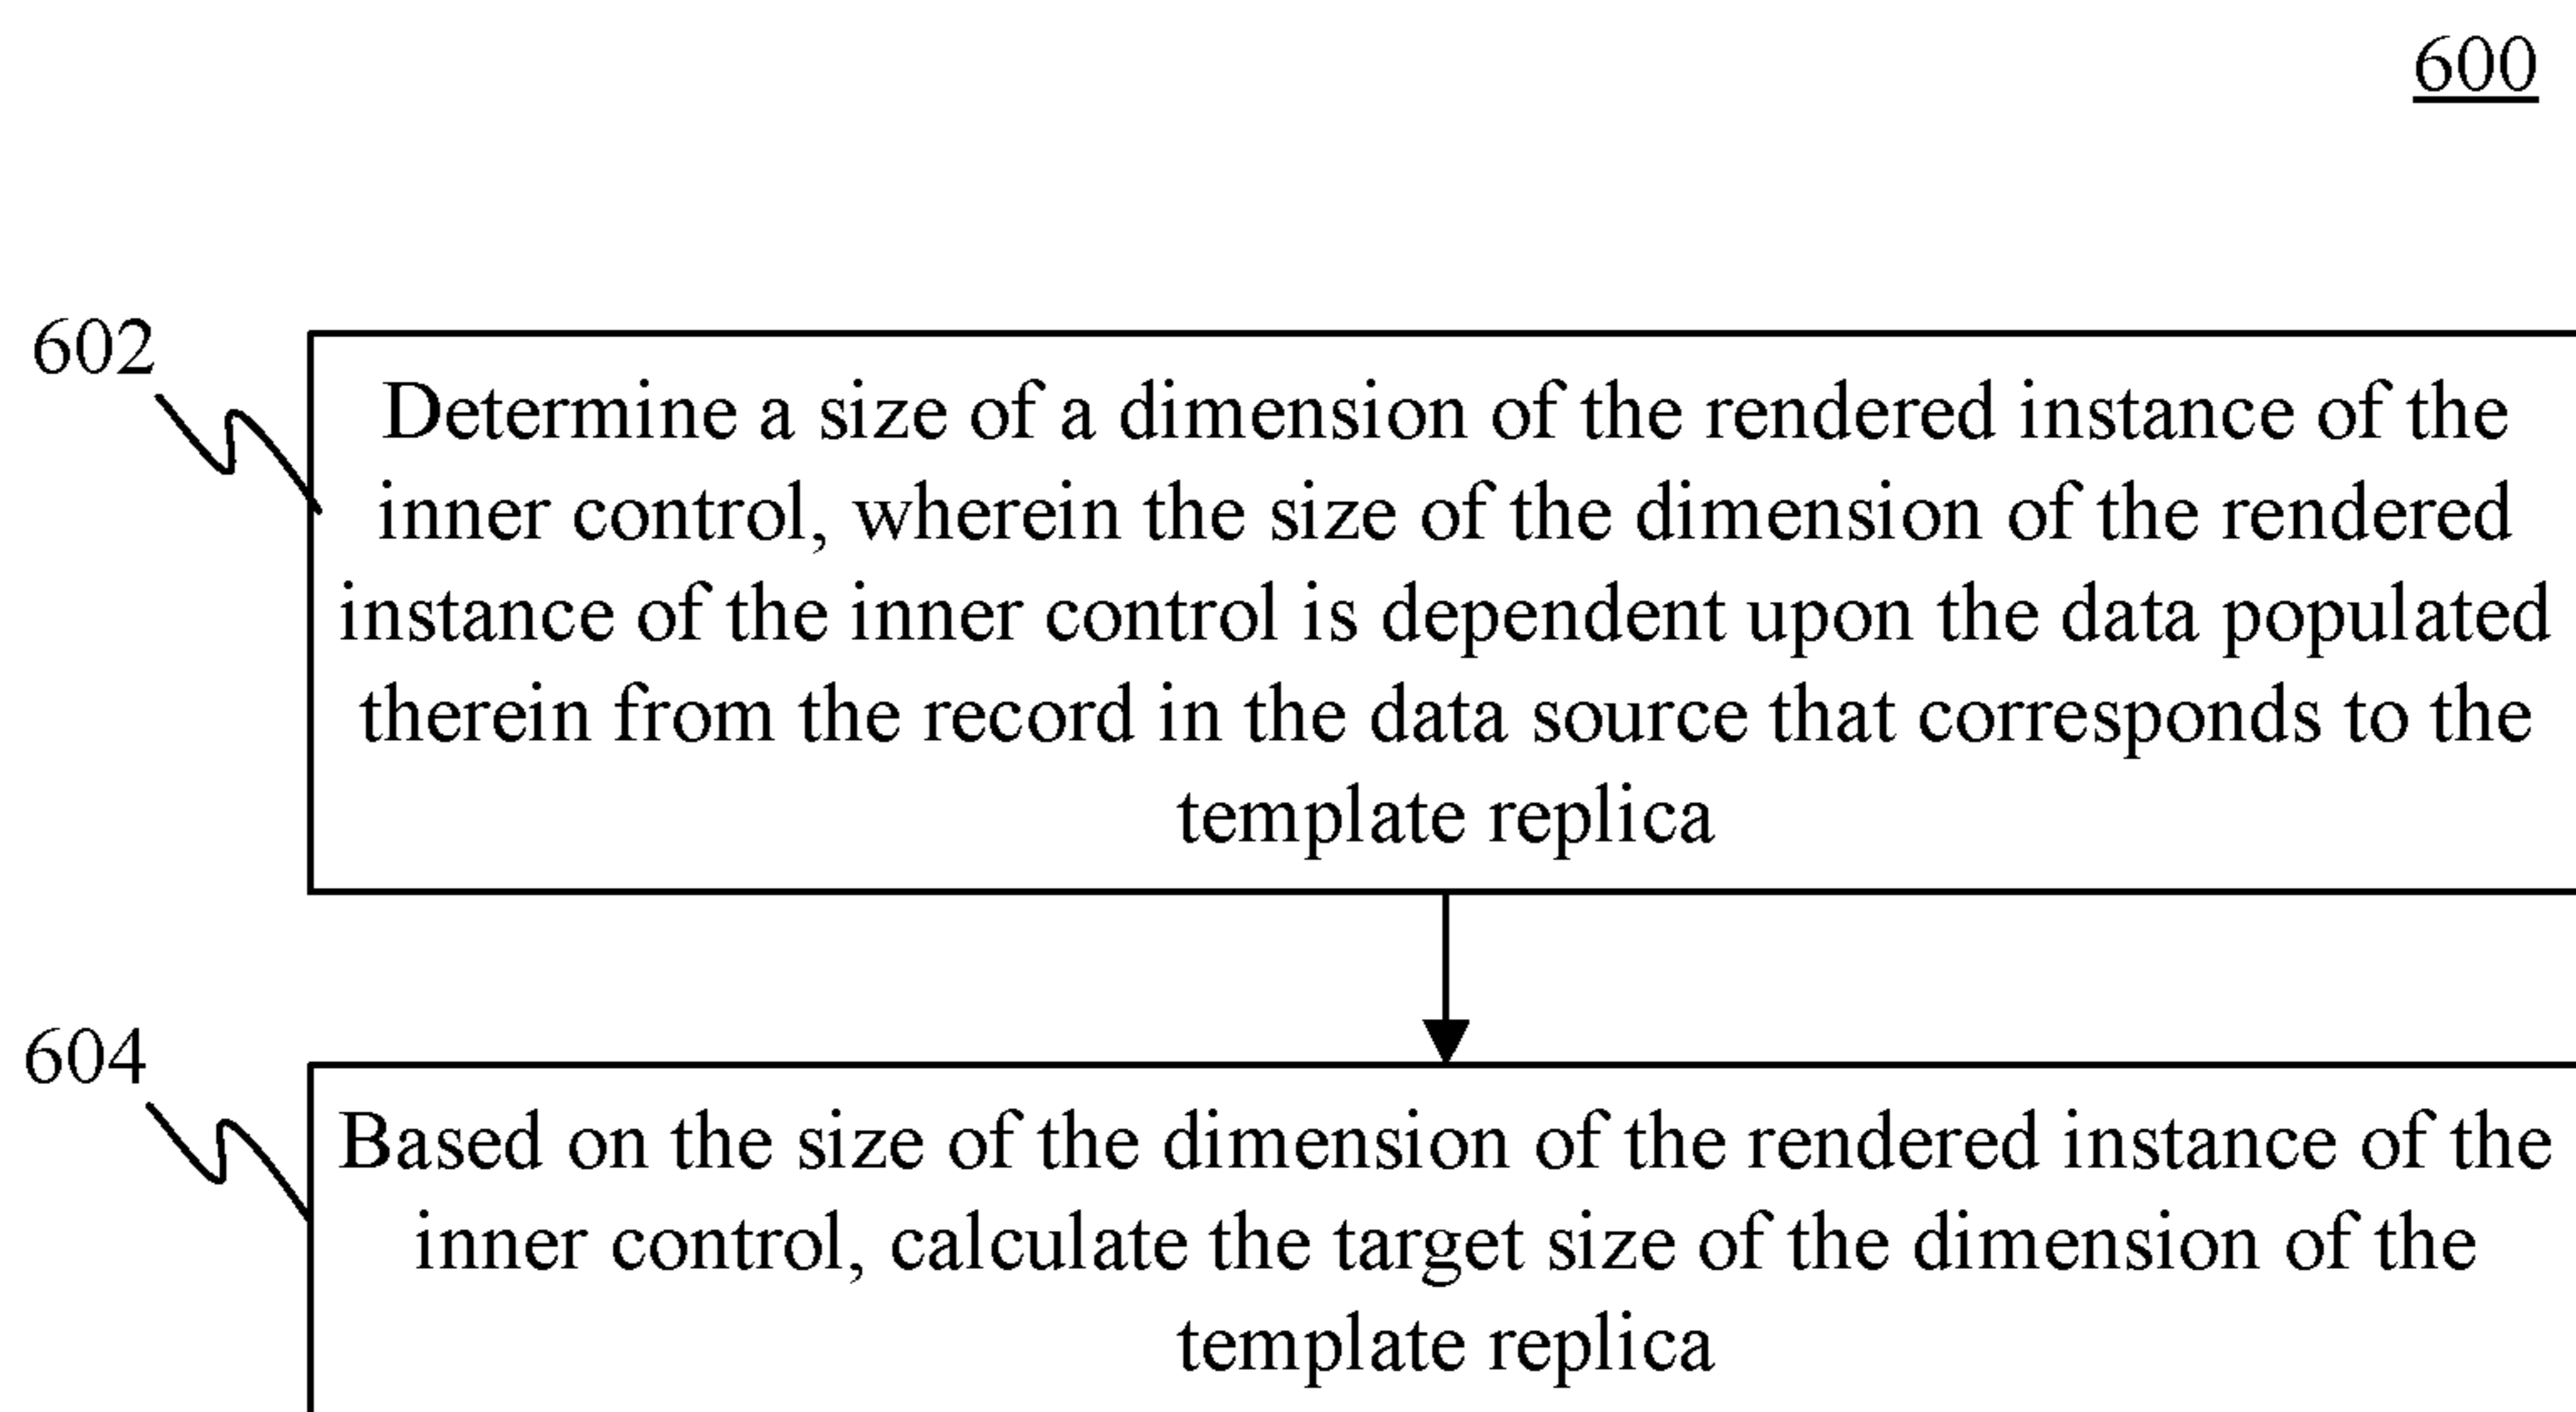 600
602
Determine a size of a dimension of the rendered instance of the
inner control, wherein the size of the dimension of the rendered
instance of the inner control is dependent upon the data populated
therein from the record in the data source that corresponds to the
template replica
604
Based on the size of the dimension of the rendered instance of the
inner control, calculate the target size of the dimension of the
template replica